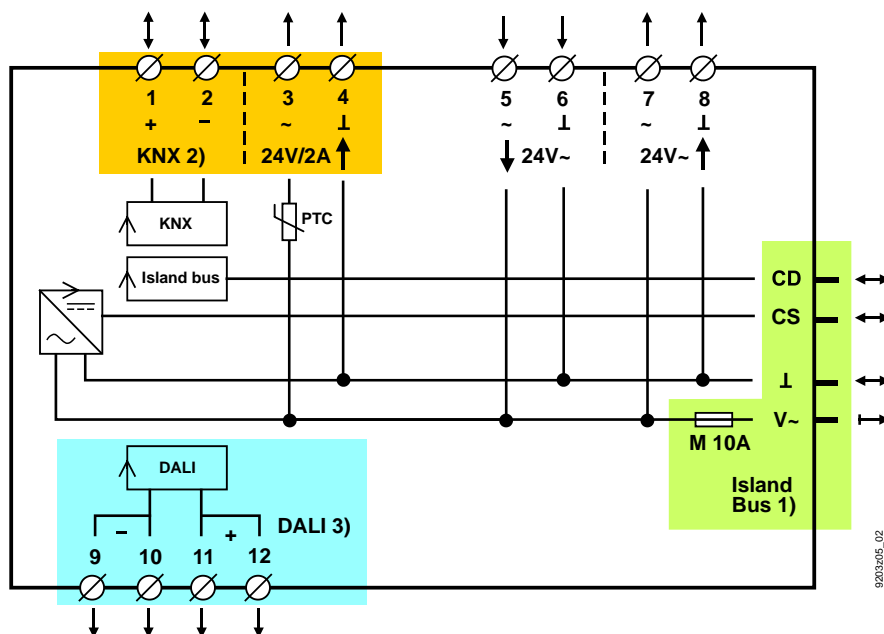 1 2 3 4 5 6 7 8
+ – ~ ⊥ ~ ⊥ ~ ⊥
KNX 2) 24V/2A 24V~ 24V~
KNX
PTC
Island bus
CD
CS
⊥
V~
M 10A
Island
Bus 1)
DALI
DALI 3)
– +
9 10 11 12
9203z05_02